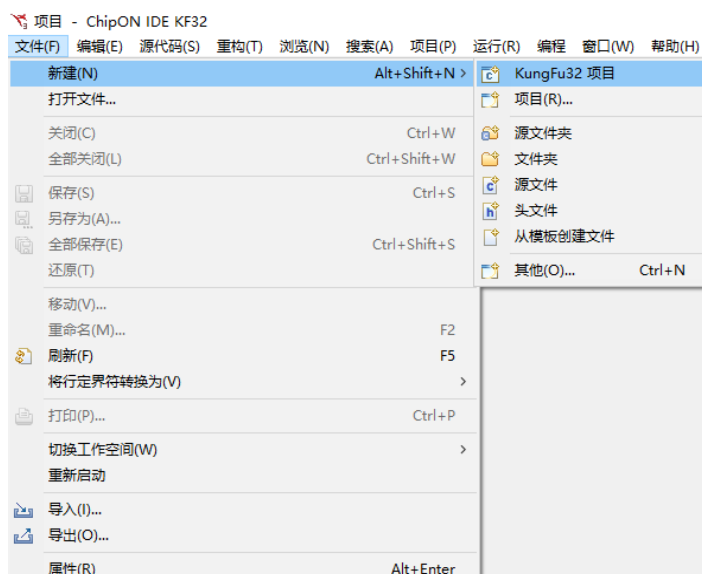 项目 - ChipON IDE KF32
文件(F) 编辑(E) 源代码(S) 重构(T) 浏览(N) 搜索(A) 项目(P) 运行(R) 编程 窗口(W) 帮助(H)
新建(N) Alt+Shift+N >
打开文件...
关闭(C) Ctrl+W
全部关闭(L) Ctrl+Shift+W
保存(S) Ctrl+S
另存为(A)...
全部保存(E) Ctrl+Shift+S
还原(T)
移动(V)...
重命名(M)... F2
刷新(F) F5
将行定界符转换为(V) >
打印(P)... Ctrl+P
切换工作空间(W) >
重新启动
导入(I)...
导出(O)...
属性(R) Alt+Enter
KungFu32 项目
项目(R)...
源文件夹
文件夹
源文件
头文件
从模板创建文件
其他(O)... Ctrl+N